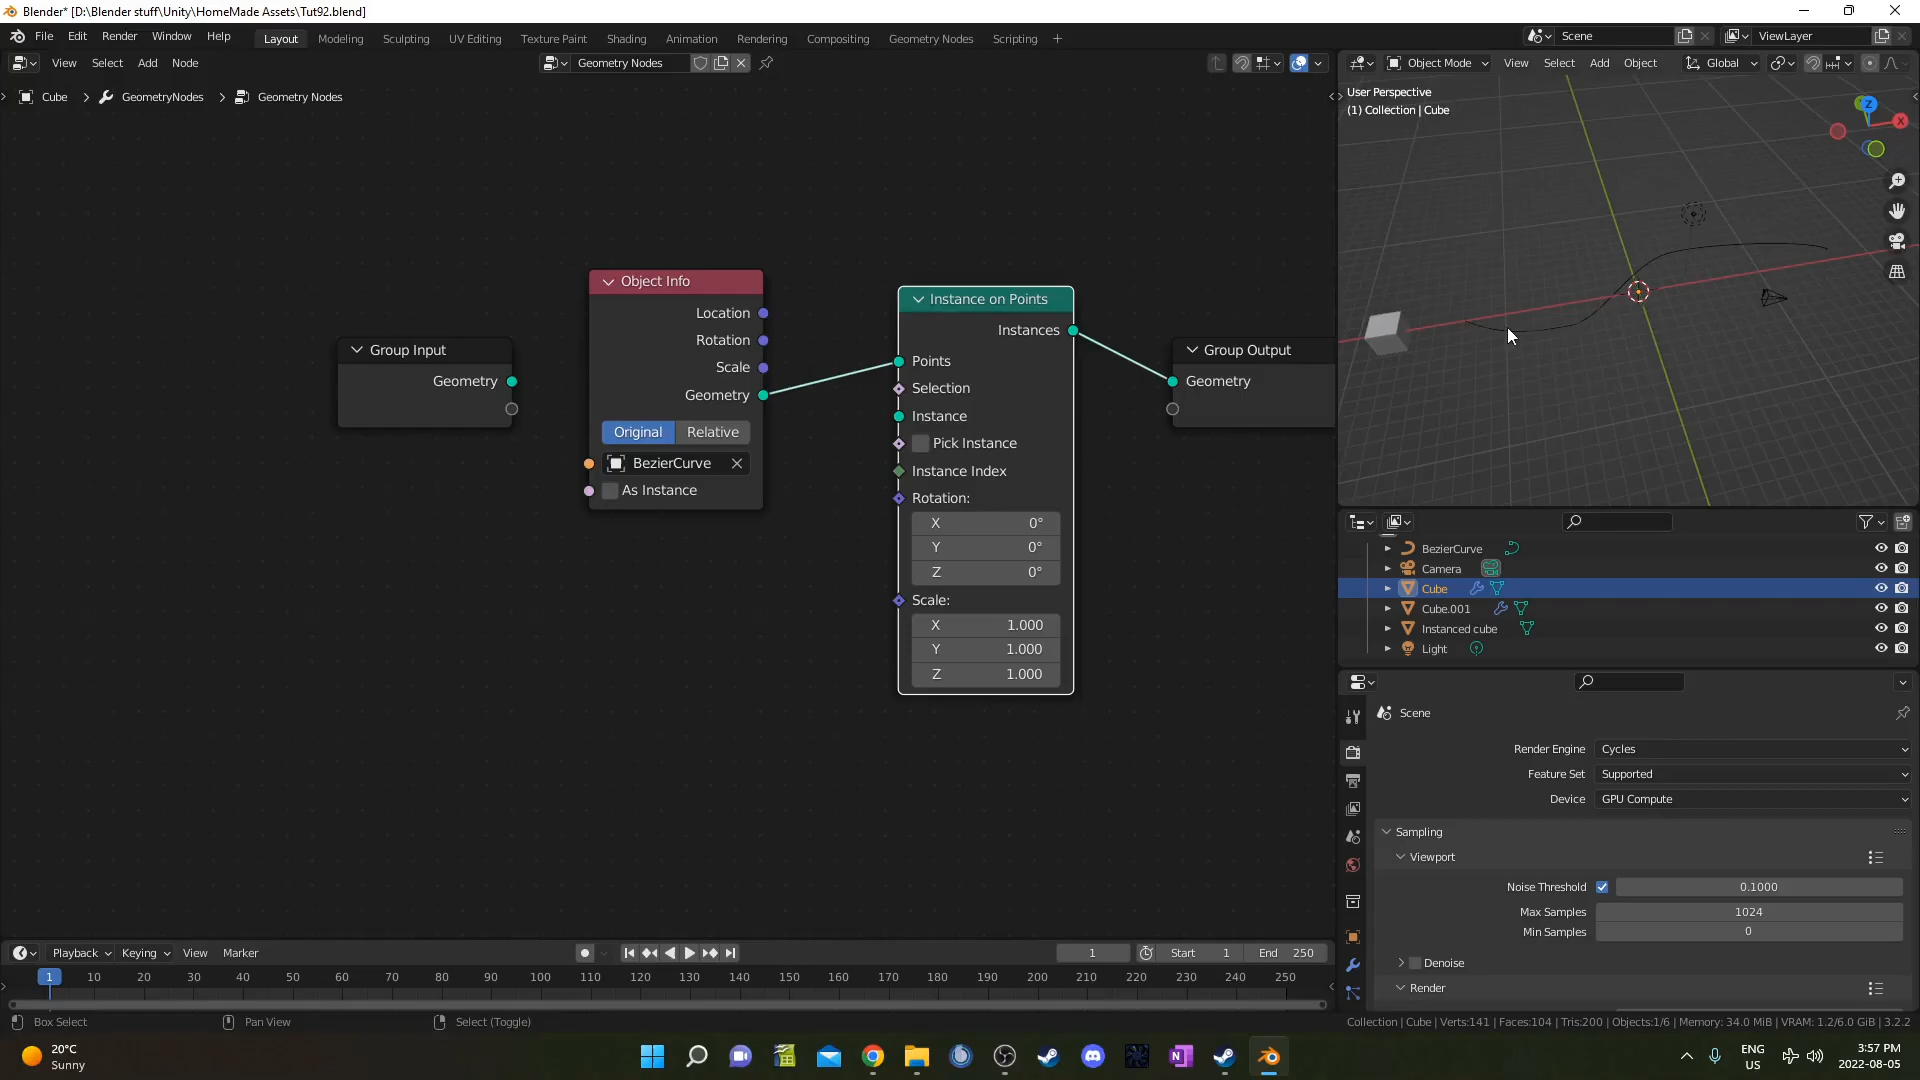 Blender* [D:\Blender stuff\Unity\HomeMade Assets\Tut92.blend]
File Edit Render Window Help Layout Modeling Sculpting UV Editing Texture Paint Shading Animation Rendering Compositing Geometry Nodes Scripting + Scene ViewLayer
View Select Add Node Geometry Nodes
Object Mode View Select Add Object Global
Cube > GeometryNodes > Geometry Nodes
User Perspective
(1) Collection | Cube
Z
X
Object Info
Location
Rotation
Scale
Geometry
Original Relative
BezierCurve
As Instance
Group Input
Geometry
Instance on Points
Instances
Points
Selection
Instance
Pick Instance
Instance Index
Rotation:
X 0°
Y 0°
Z 0°
Scale:
X 1.000
Y 1.000
Z 1.000
Group Output
Geometry
BezierCurve
Camera
Cube
Cube.001
Instanced cube
Light
Scene
Render Engine Cycles
Feature Set Supported
Device GPU Compute
Sampling
Viewport
Noise Threshold 0.1000
Max Samples 1024
Min Samples 0
Denoise
Render
Playback Keying View Marker 1 Start 1 End 250
1 10 20 30 40 50 60 70 80 90 100 110 120 130 140 150 160 170 180 190 200 210 220 230 240 250
Box Select Pan View Select (Toggle)
Collection | Cube | Verts:141 | Faces:104 | Tris:200 | Objects:1/6 | Memory: 34.0 MiB | VRAM: 1.2/6.0 GiB | 3.2.2
20°C
Sunny
ENG
US
3:57 PM
2022-08-05